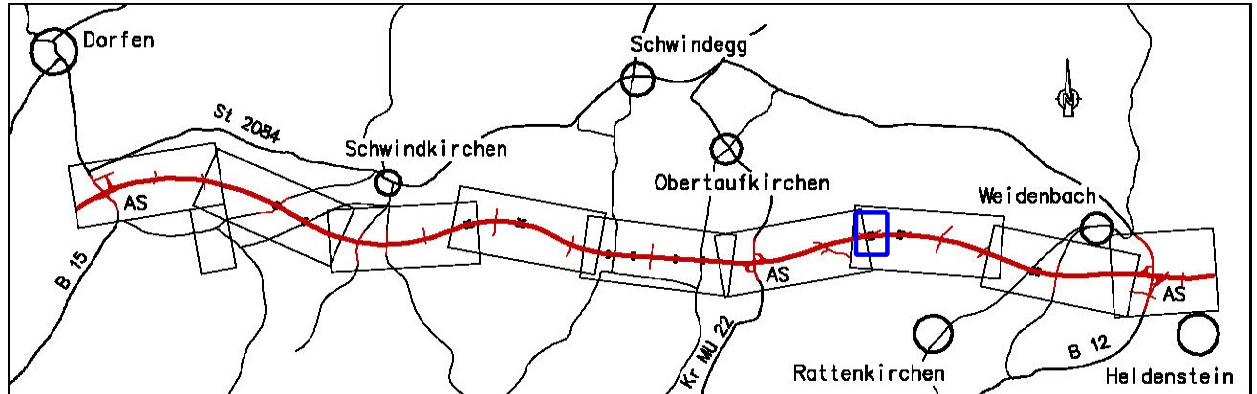 Dorfen
Schwindegg
St 2084
Schwindkirchen
Obertaufkirchen
Weidenbach
AS
B 15
AS
AS
Kr MÜ 22
B 12
Rattenkirchen
Heldenstein
N